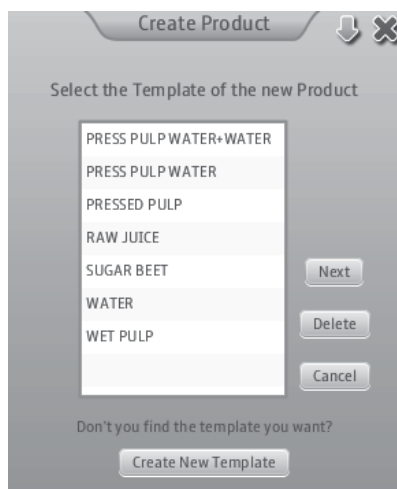 Create Product
Select the Template of the new Product
PRESS PULP WATER+WATER
PRESS PULP WATER
PRESSED PULP
RAW JUICE
SUGAR BEET
WATER
WET PULP
Next
Delete
Cancel
Don't you find the template you want?
Create New Template